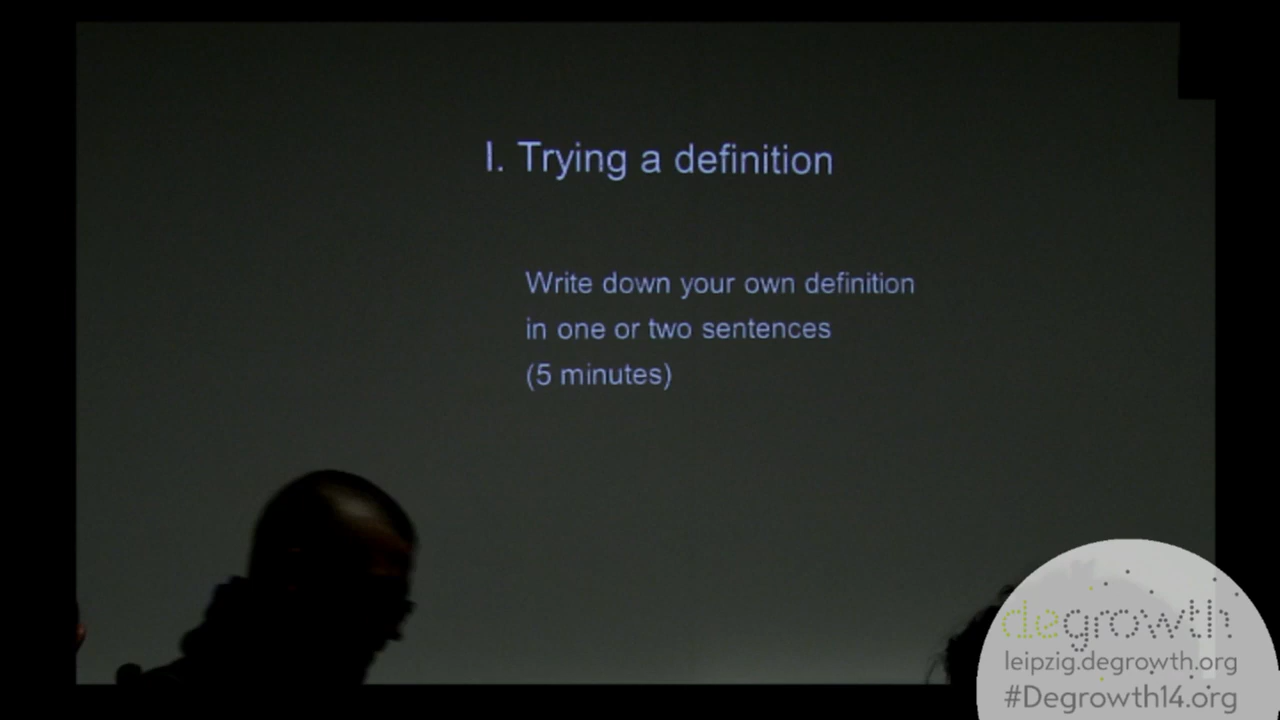 I. Trying a definition
Write down your own definition
in one or two sentences
(5 minutes)
degrowth
leipzig.degrowth.org
#Degrowth14.org